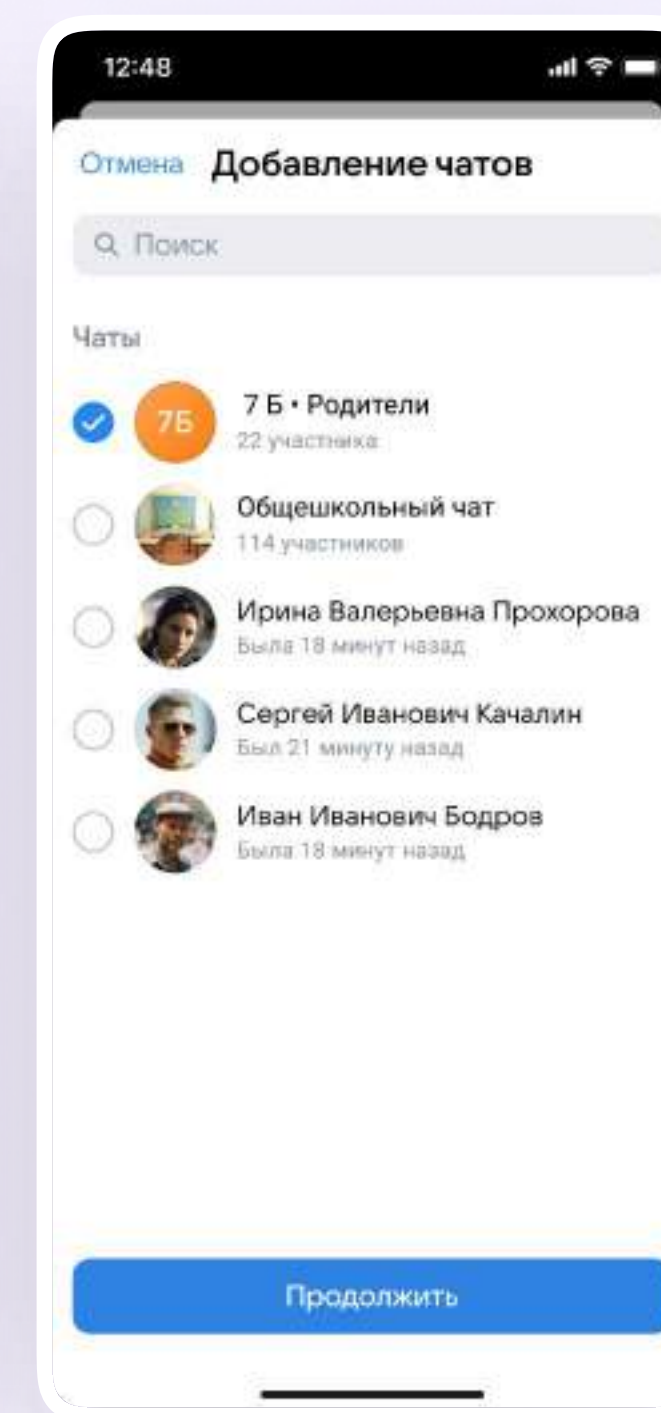 12:48
Отмена Добавление чатов
Поиск
Чаты
7Б 7 Б • Родители
22 участника
Общешкольный чат
114 участников
Ирина Валерьевна Прохорова
Была 18 минут назад
Сергей Иванович Качалин
Был 21 минуту назад
Иван Иванович Бодров
Была 18 минут назад
Продолжить